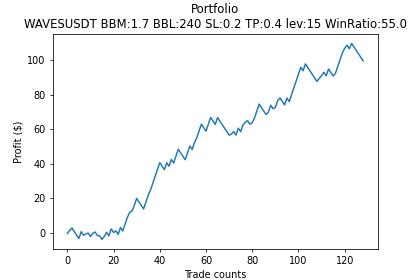 Portfolio
WAVESUSDT BBM:1.7 BBL:240 SL:0.2 TP:0.4 lev:15 WinRatio:55.0
100
80
60
40
20
0
Profit ($)
0 20 40 60 80 100 120
Trade counts